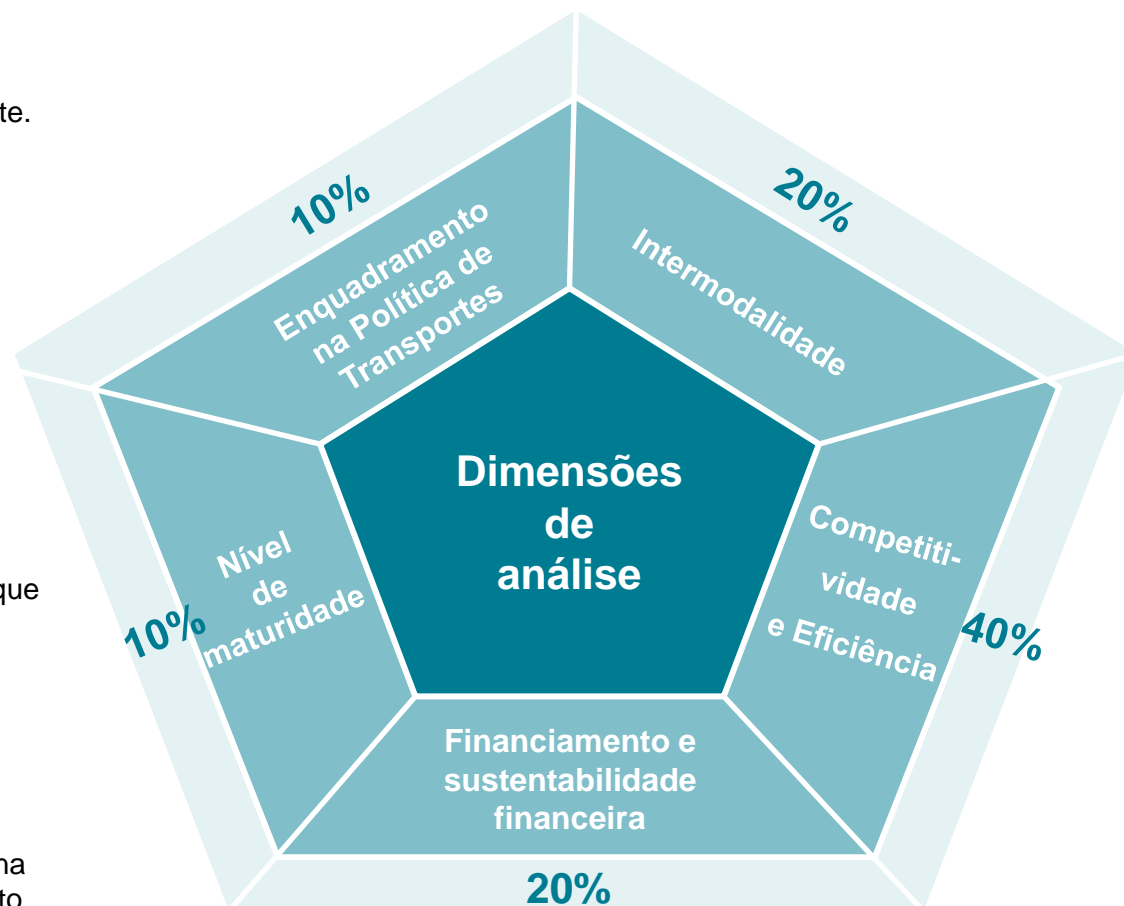 te.
10%
20%
Enquadramento
na Política de
Transportes
Intermodalidade
Dimensões
de
análise
Competiti-
vidade
e Eficiência
40%
Nível
de
maturidade
10%
que
Financiamento e
sustentabilidade
financeira
20%
na
to